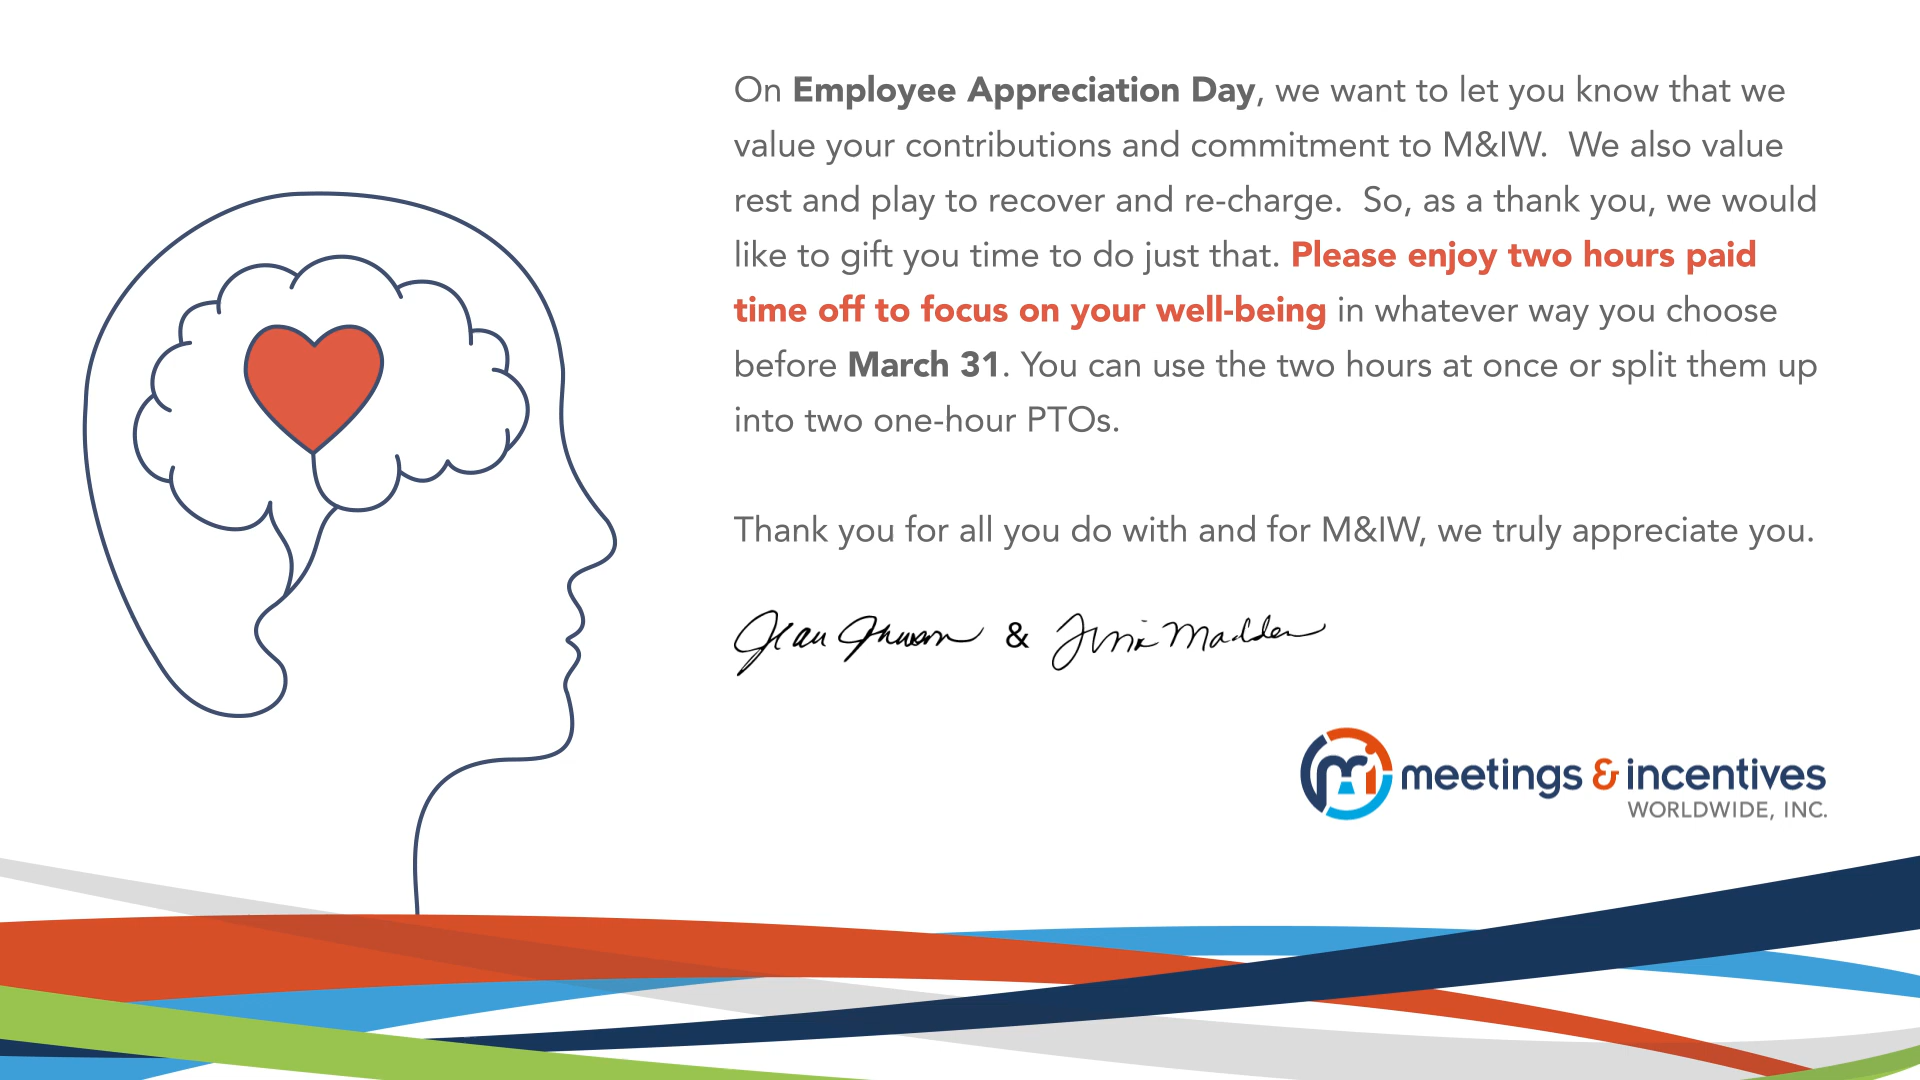 On Employee Appreciation Day, we want to let you know that we
value your contributions and commitment to M&IW.  We also value
rest and play to recover and re-charge.  So, as a thank you, we would
like to gift you time to do just that. Please enjoy two hours paid
time off to focus on your well-being in whatever way you choose
before March 31. You can use the two hours at once or split them up
into two one-hour PTOs.
Thank you for all you do with and for M&IW, we truly appreciate you.
Jean Johnson & Tina Madden
mi meetings & incentives
WORLDWIDE, INC.